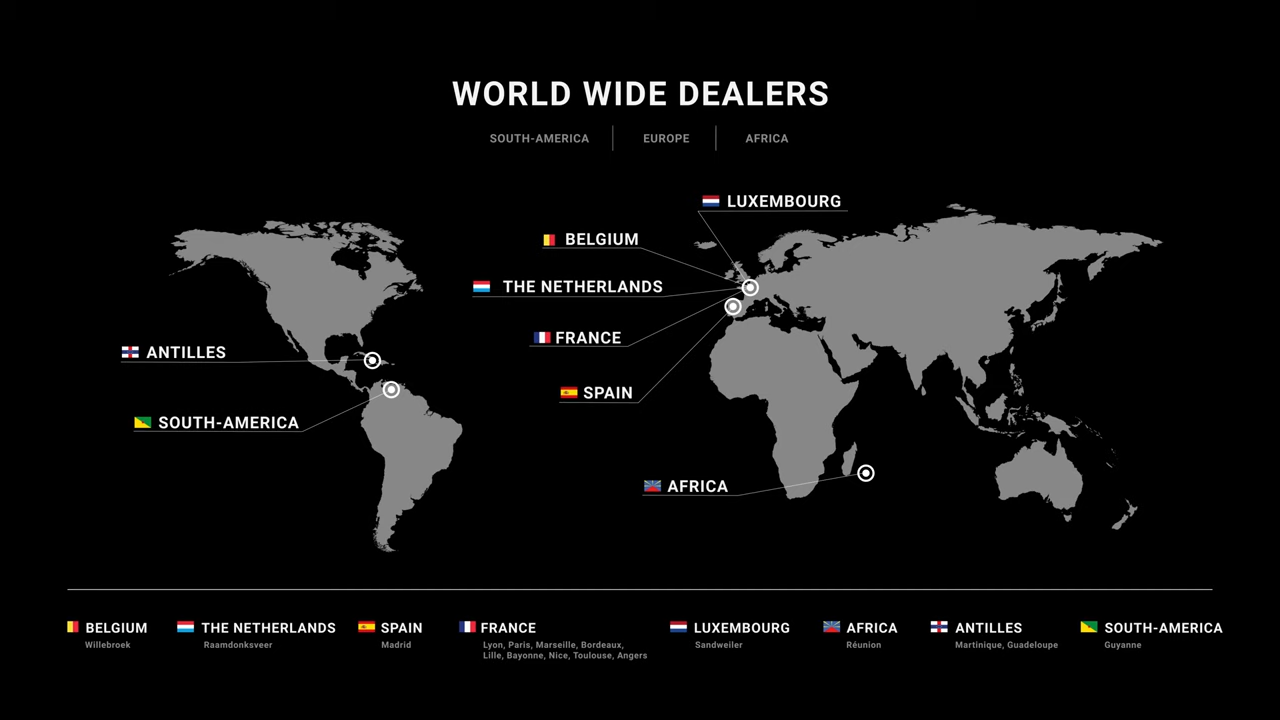 WORLD WIDE DEALERS
SOUTH-AMERICA
EUROPE
AFRICA
LUXEMBOURG
BELGIUM
THE NETHERLANDS
FRANCE
ANTILLES
SPAIN
SOUTH-AMERICA
AFRICA
BELGIUM
Willebroek
THE NETHERLANDS
Raamdonksveer
SPAIN
Madrid
FRANCE
Lyon, Paris, Marseille, Bordeaux,
Lille, Bayonne, Nice, Toulouse, Angers
LUXEMBOURG
Sandweiler
AFRICA
Réunion
ANTILLES
Martinique, Guadeloupe
SOUTH-AMERICA
Guyanne